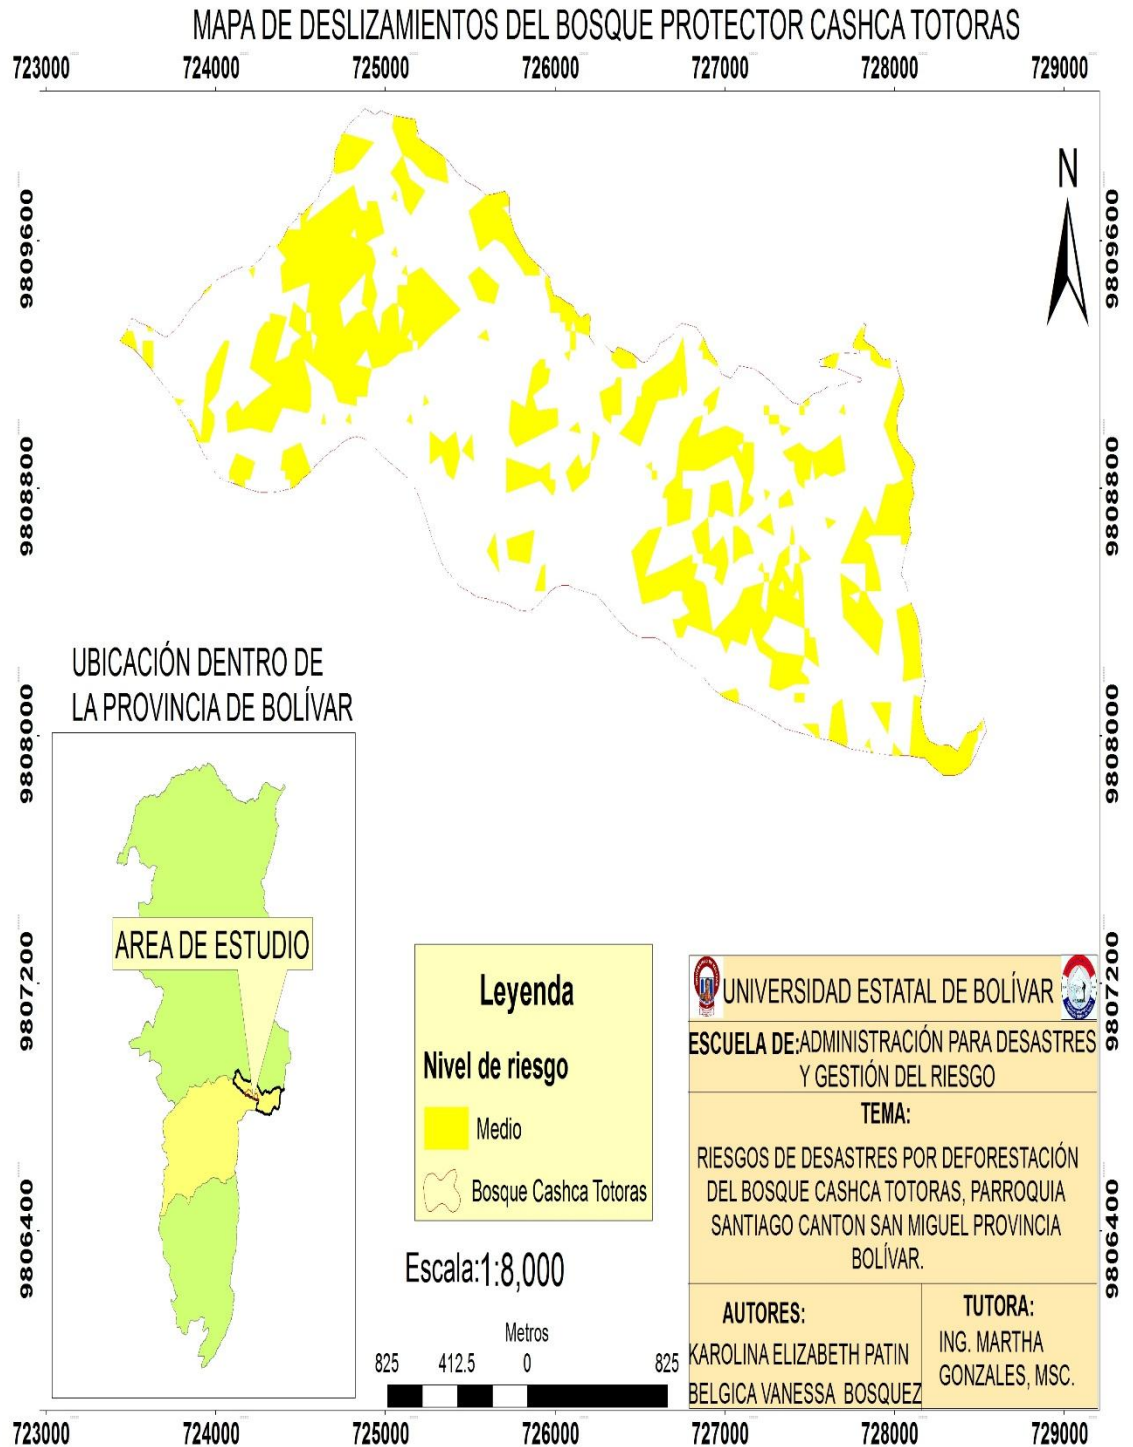 MAPA DE DESLIZAMIENTOS DEL BOSQUE PROTECTOR CASHCA TOTORAS
723000 724000 725000 726000 727000 728000 729000
N
9809600 9809600
9808800 9808800
9808000 9808000
9807200 9807200
9806400 9806400
UBICACIÓN DENTRO DE
LA PROVINCIA DE BOLÍVAR
AREA DE ESTUDIO
Leyenda
Nivel de riesgo
Medio
Bosque Cashca Totoras
Escala:1:8,000
Metros
825 412.5 0 825
UNIVERSIDAD ESTATAL DE BOLÍVAR
ESCUELA DE:ADMINISTRACIÓN PARA DESASTRES
Y GESTIÓN DEL RIESGO
TEMA:
RIESGOS DE DESASTRES POR DEFORESTACIÓN
DEL BOSQUE CASHCA TOTORAS, PARROQUIA
SANTIAGO CANTON SAN MIGUEL PROVINCIA
BOLÍVAR.
AUTORES:
KAROLINA ELIZABETH PATIN
BELGICA VANESSA BOSQUEZ
TUTORA:
ING. MARTHA
GONZALES, MSC.
723000 724000 725000 726000 727000 728000 729000